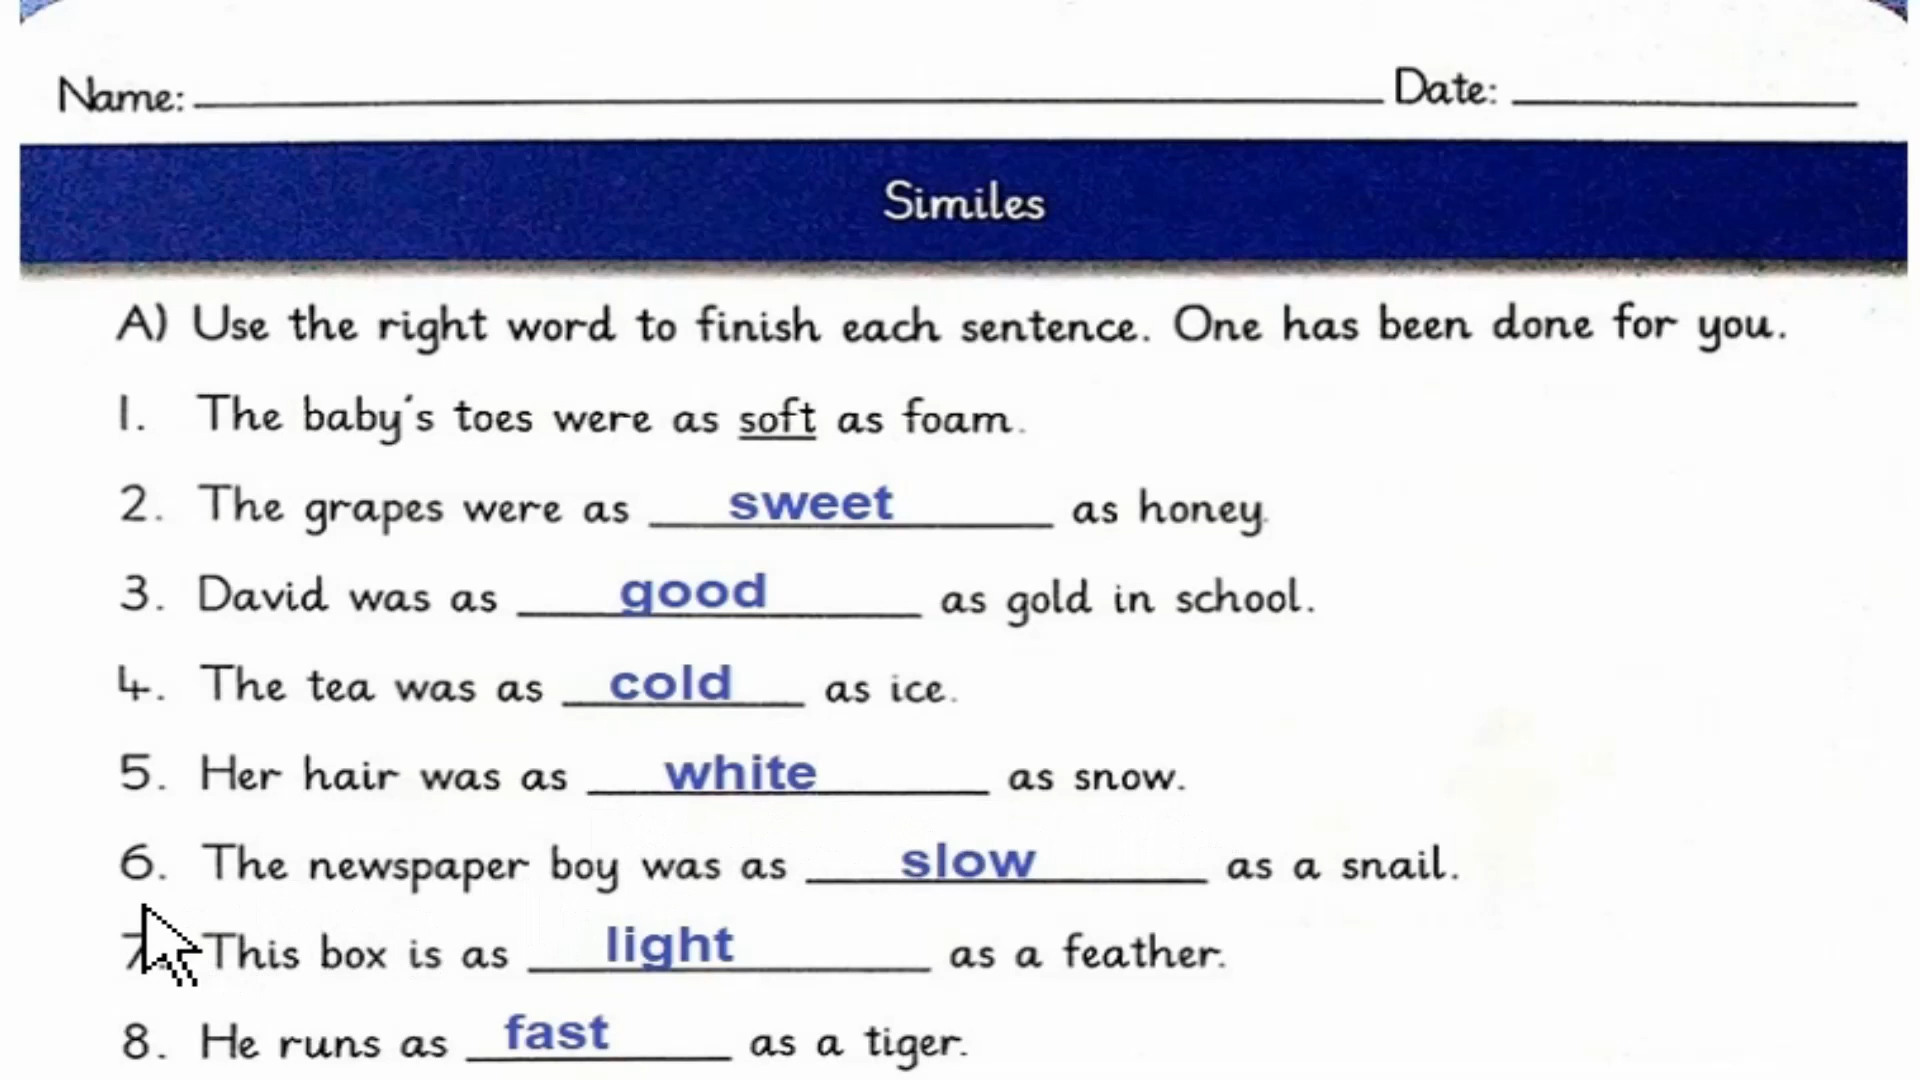 Name: Date:
Similes
A) Use the right word to finish each sentence. One has been done for you.
1. The baby's toes were as soft as foam.
2. The grapes were as sweet as honey.
3. David was as good as gold in school.
4. The tea was as cold as ice.
5. Her hair was as white as snow.
6. The newspaper boy was as slow as a snail.
7. This box is as light as a feather.
8. He runs as fast as a tiger.